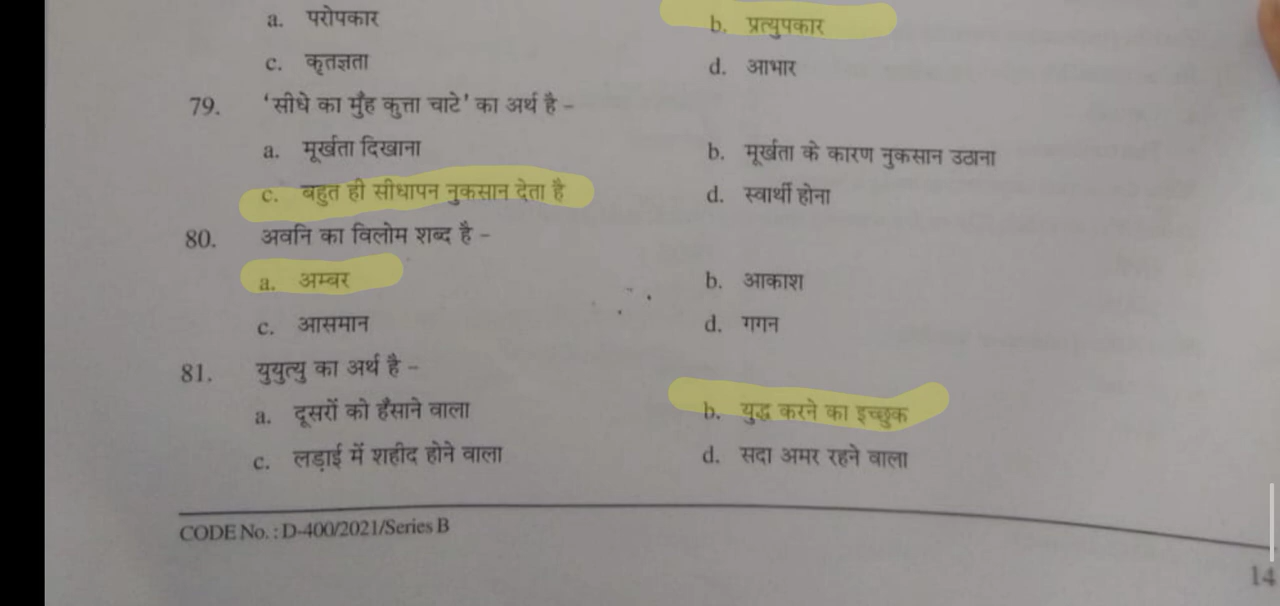 a. परोपकार b. प्रत्युपकार
c. कृतज्ञता d. आभार
79. 'सीधे का मुँह कुत्ता चाटे' का अर्थ है –
a. मूर्खता दिखाना b. मूर्खता के कारण नुकसान उठाना
c. बहुत ही सीधापन नुकसान देता है d. स्वार्थी होना
80. अवनि का विलोम शब्द है –
a. अम्बर b. आकाश
c. आसमान d. गगन
81. युयुत्यु का अर्थ है –
a. दूसरों को हँसाने वाला b. युद्ध करने का इच्छुक
c. लड़ाई में शहीद होने वाला d. सदा अमर रहने वाला
CODE No. : D-400/2021/Series B
14